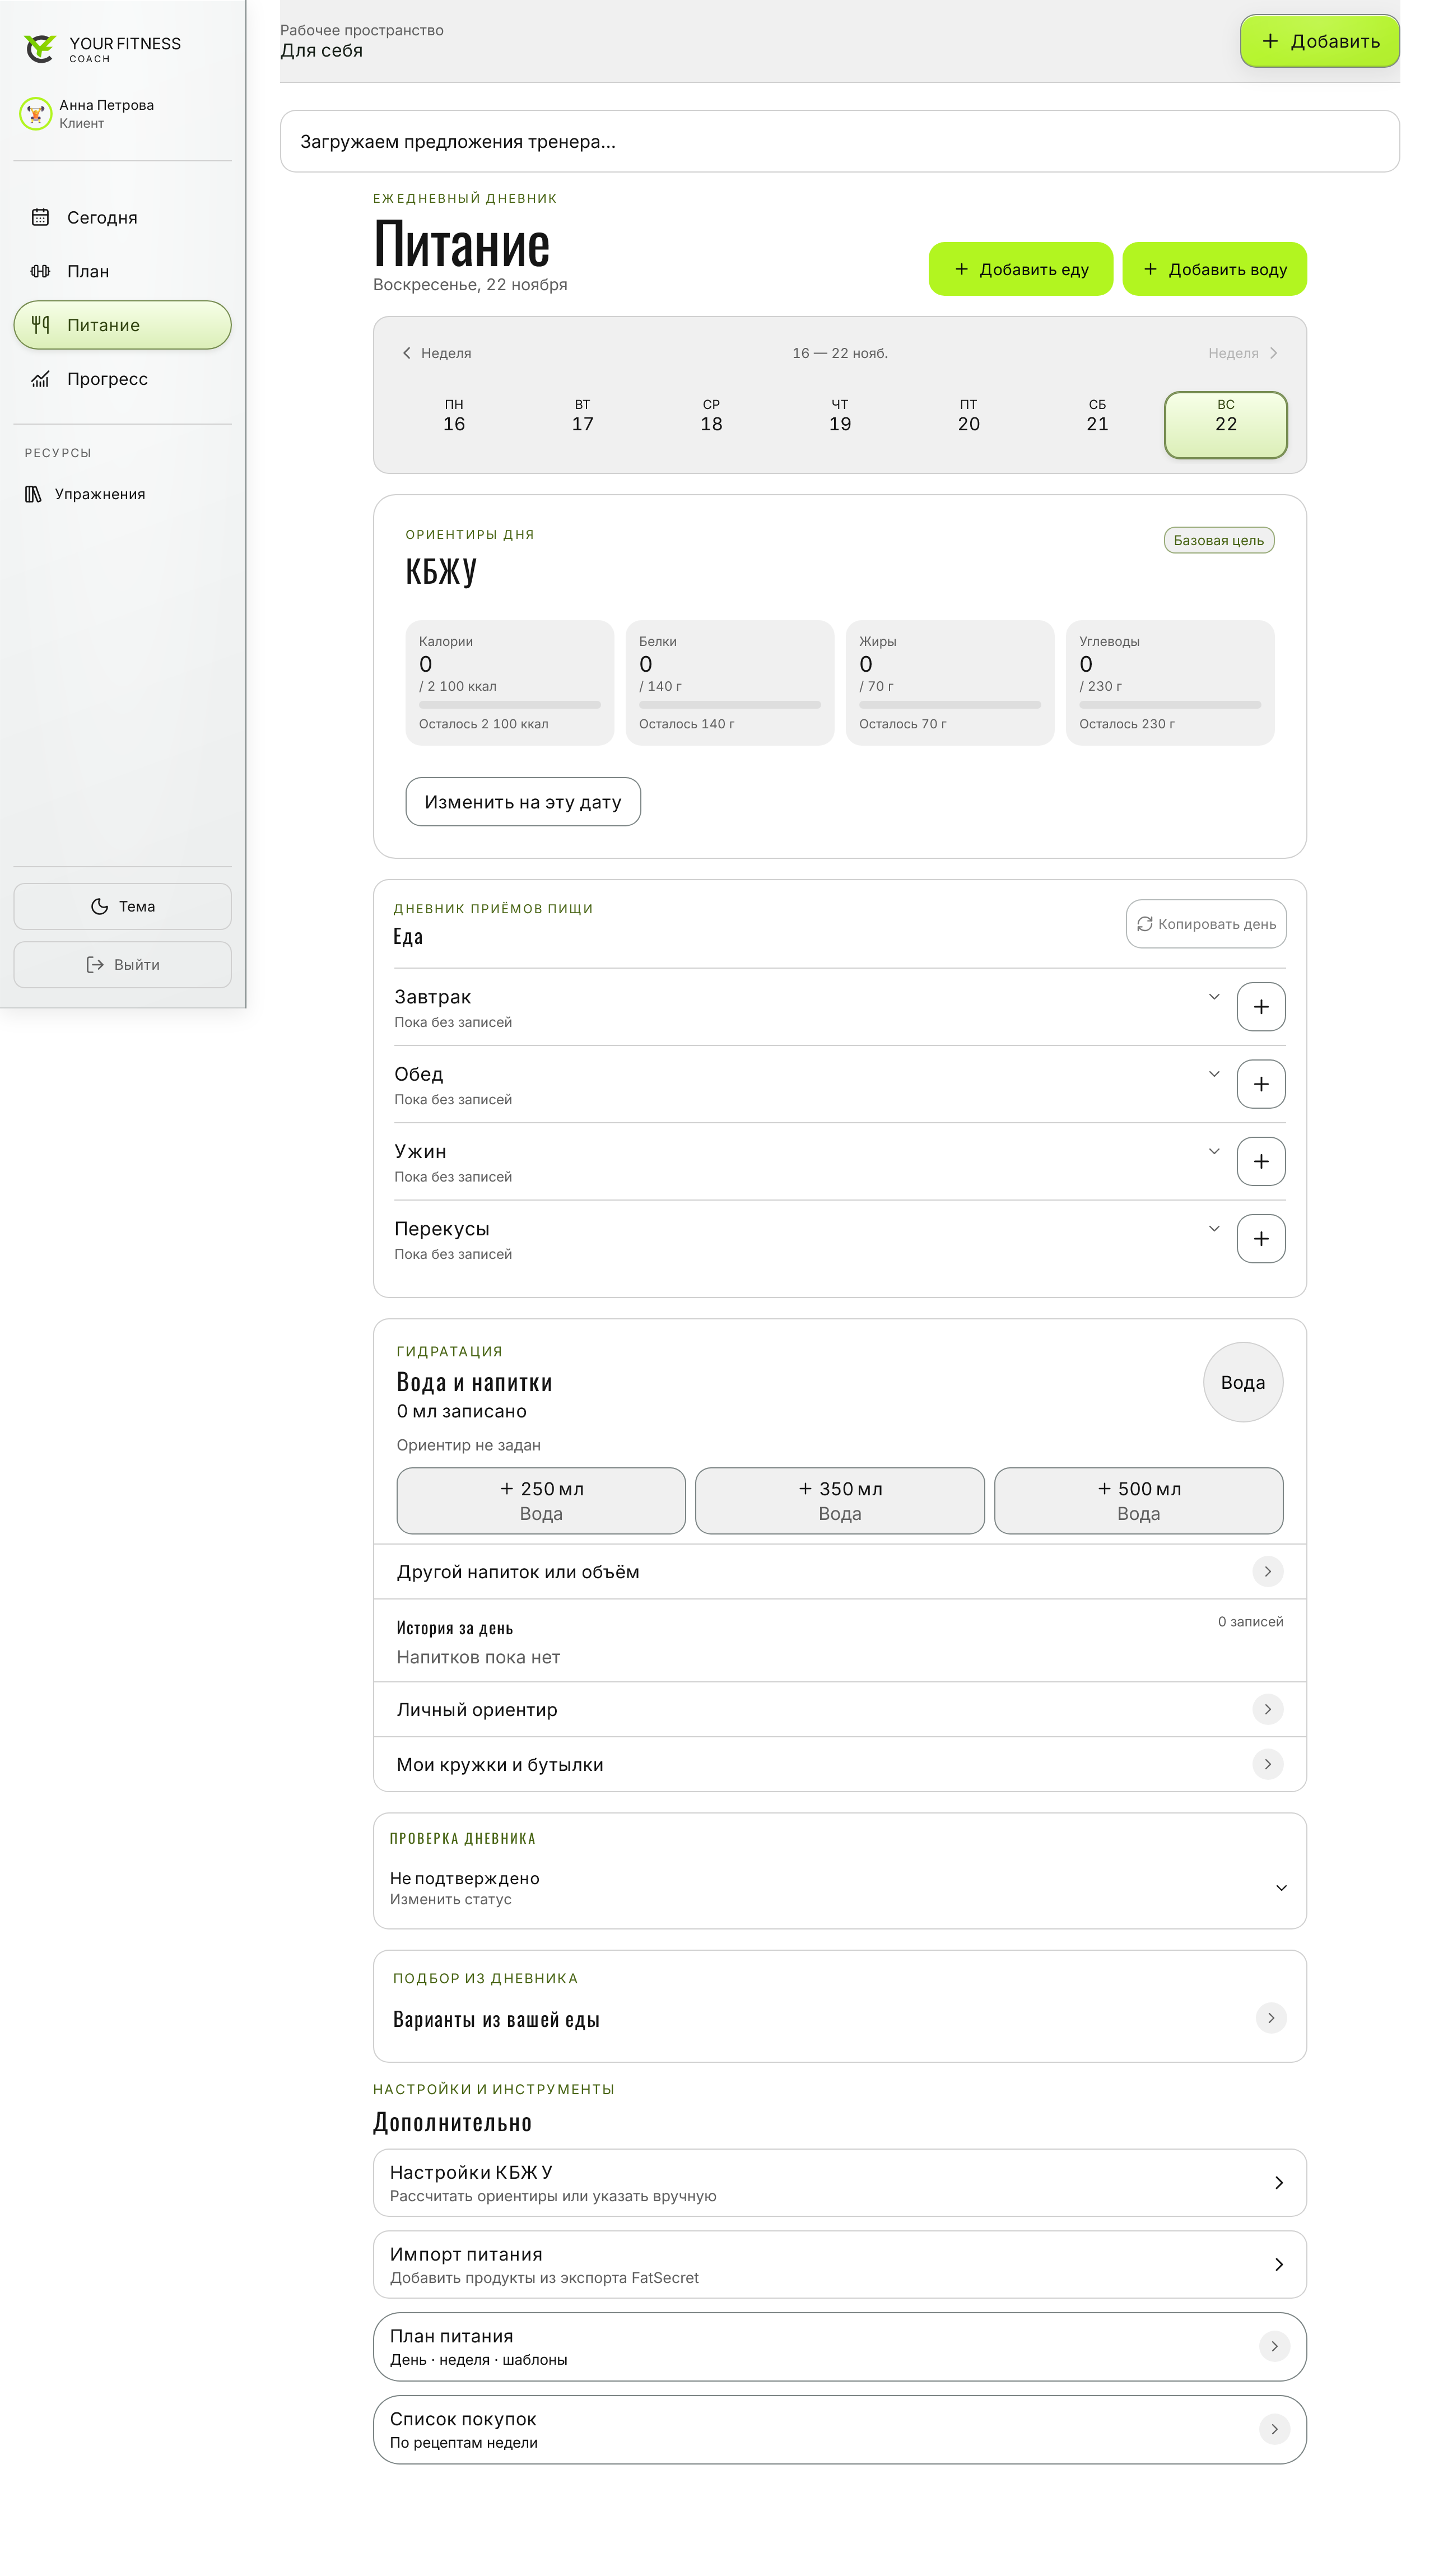 YOUR FITNESS
COACH
Анна Петрова
Клиент
Сегодня
План
Питание
Прогресс
РЕСУРСЫ
Упражнения
Тема
Выйти
Рабочее пространство
Для себя
Добавить
Загружаем предложения тренера...
ЕЖЕДНЕВНЫЙ ДНЕВНИК
Питание
Воскресенье, 22 ноября
Добавить еду
Добавить воду
Неделя
16 — 22 нояб.
Неделя
ПН
16
ВТ
17
СР
18
ЧТ
19
ПТ
20
СБ
21
ВС
22
ОРИЕНТИРЫ ДНЯ
КБЖУ
Базовая цель
Калории
0
/ 2 100 ккал
Осталось 2 100 ккал
Белки
0
/ 140 г
Осталось 140 г
Жиры
0
/ 70 г
Осталось 70 г
Углеводы
0
/ 230 г
Осталось 230 г
Изменить на эту дату
ДНЕВНИК ПРИЁМОВ ПИЩИ
Еда
Копировать день
Завтрак
Пока без записей
Обед
Пока без записей
Ужин
Пока без записей
Перекусы
Пока без записей
ГИДРАТАЦИЯ
Вода и напитки
0 мл записано
Ориентир не задан
Вода
+ 250 мл
Вода
+ 350 мл
Вода
+ 500 мл
Вода
Другой напиток или объём
История за день
0 записей
Напитков пока нет
Личный ориентир
Мои кружки и бутылки
ПРОВЕРКА ДНЕВНИКА
Не подтверждено
Изменить статус
ПОДБОР ИЗ ДНЕВНИКА
Варианты из вашей еды
НАСТРОЙКИ И ИНСТРУМЕНТЫ
Дополнительно
Настройки КБЖУ
Рассчитать ориентиры или указать вручную
Импорт питания
Добавить продукты из экспорта FatSecret
План питания
День · неделя · шаблоны
Список покупок
По рецептам недели